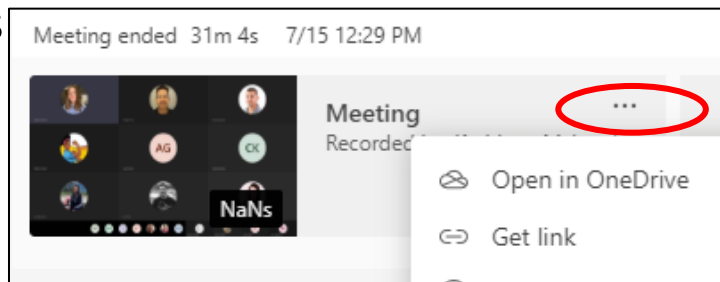 Meeting ended 31m 4s 7/15 12:29 PM
Meeting
...
Recorded
AG
CK
NaNs
Open in OneDrive
Get link